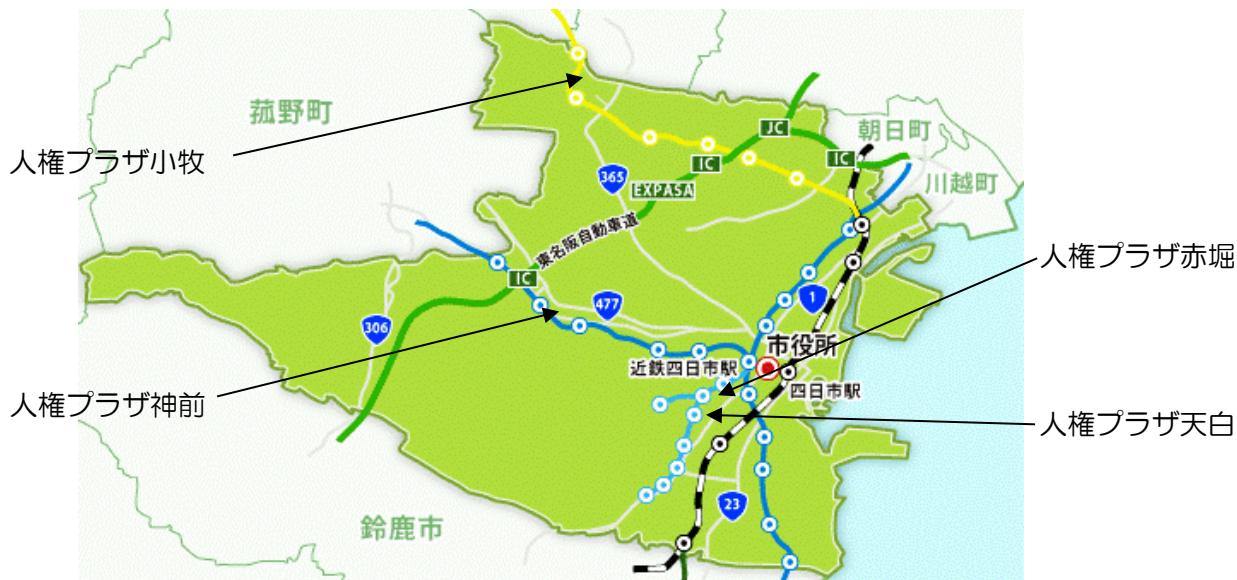 菰野町
朝日町
JC
IC
IC
人権プラザ小牧
川越町
365
EXPASA
東名阪自動車道
人権プラザ赤堀
IC
477
1
306
市役所
近鉄四日市駅
四日市駅
人権プラザ神前
人権プラザ天白
23
鈴鹿市